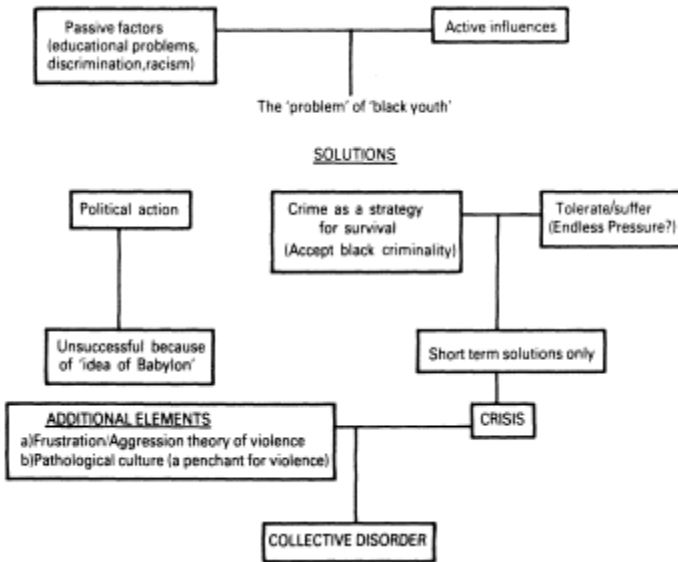 Passive factors
(educational problems,
discrimination,racism)
Active influences
The 'problem' of 'black youth'
SOLUTIONS
Political action
Crime as a strategy
for survival
(Accept black criminality)
Tolerate/suffer
(Endless Pressure?)
Unsuccessful because
of 'idea of Babylon'
Short term solutions only
ADDITIONAL ELEMENTS
a)Frustration/Aggression theory of violence
b)Pathological culture (a penchant for violence)
CRISIS
COLLECTIVE DISORDER